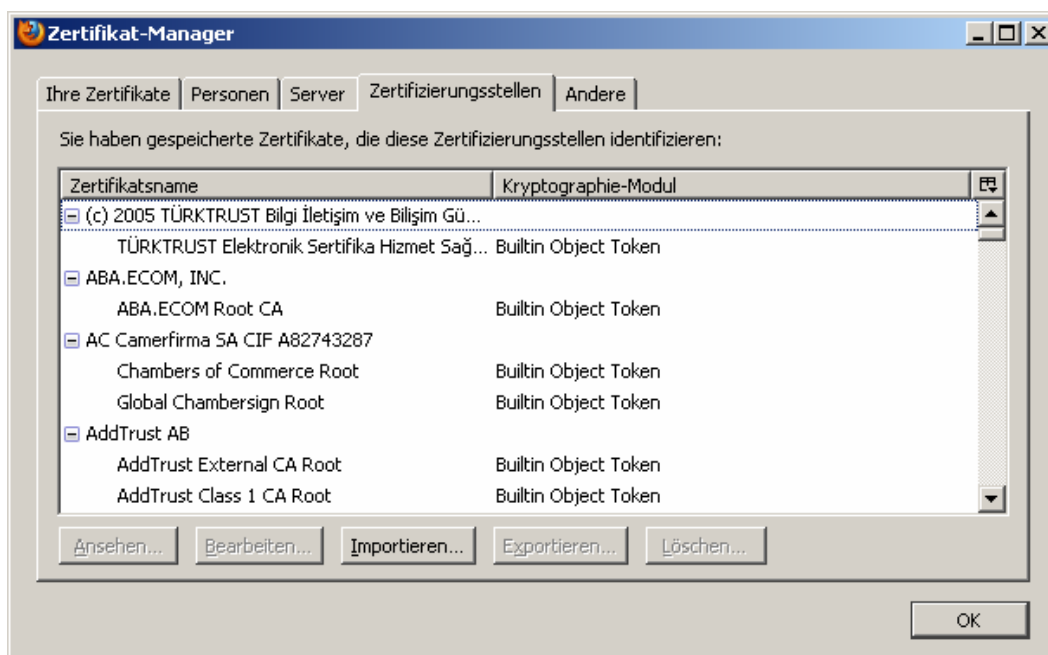 Zertifikat-Manager
Ihre Zertifikate Personen Server Zertifizierungsstellen Andere
Sie haben gespeicherte Zertifikate, die diese Zertifizierungsstellen identifizieren:
Zertifikatsname Kryptographie-Modul
(c) 2005 TÜRKTRUST Bilgi İletişim ve Bilişim Gü...
TÜRKTRUST Elektronik Sertifika Hizmet Sağ... Builtin Object Token
ABA.ECOM, INC.
ABA.ECOM Root CA Builtin Object Token
AC Camerfirma SA CIF A82743287
Chambers of Commerce Root Builtin Object Token
Global Chambersign Root Builtin Object Token
AddTrust AB
AddTrust External CA Root Builtin Object Token
AddTrust Class 1 CA Root Builtin Object Token
Ansehen... Bearbeiten... Importieren... Exportieren... Löschen...
OK